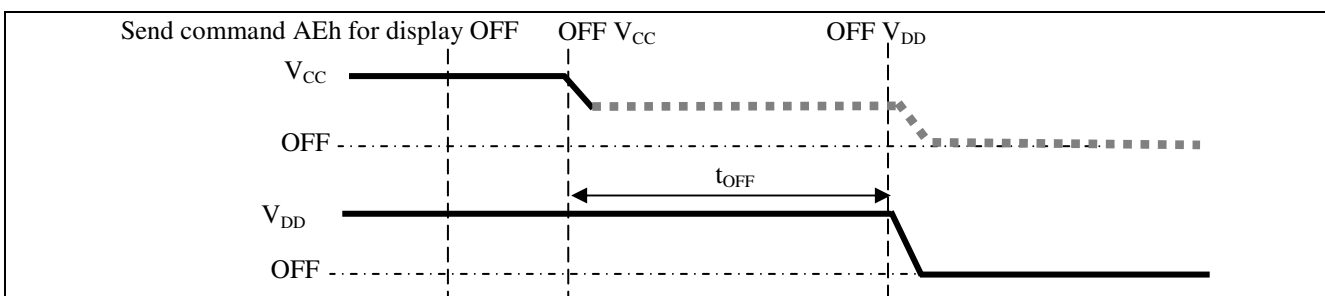 Send command AEh for display OFF OFF VCC OFF VDD
VCC
OFF
tOFF
VDD
OFF